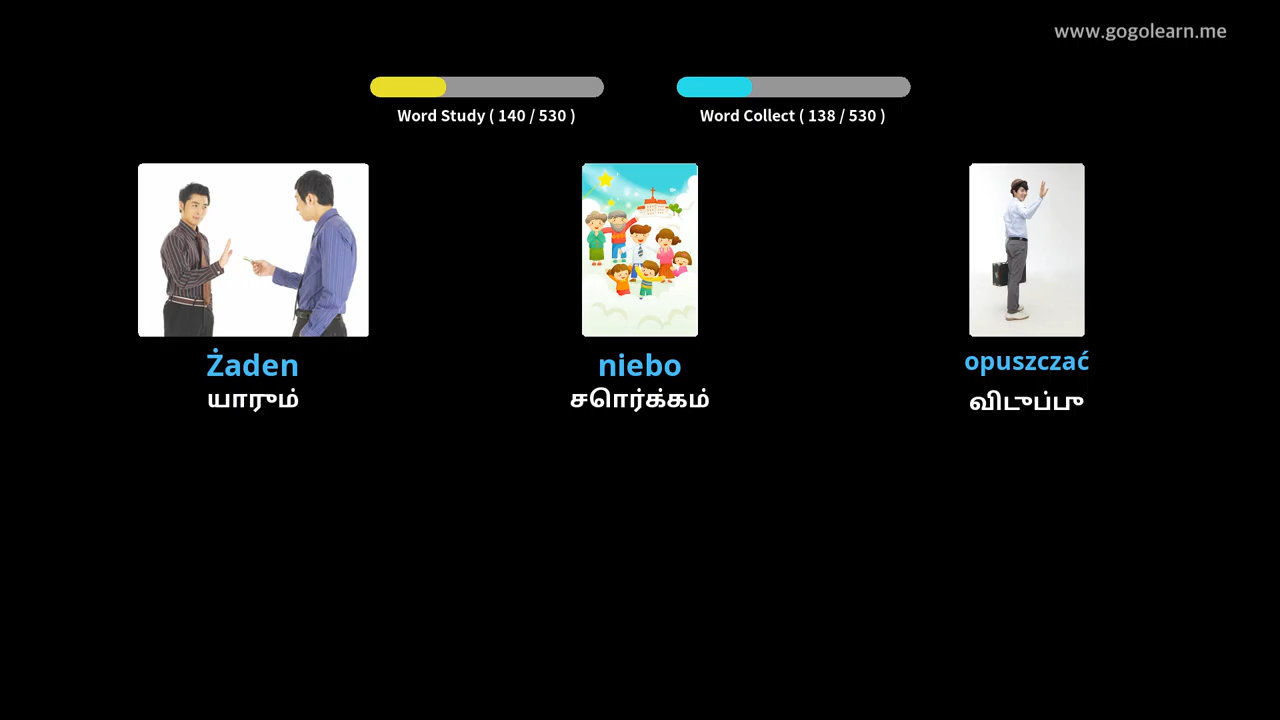 www.gogolearn.me
Word Study ( 140 / 530 )
Word Collect ( 138 / 530 )
Żaden
யாரும்
niebo
சொர்க்கம்
opuszczać
விடுப்பு